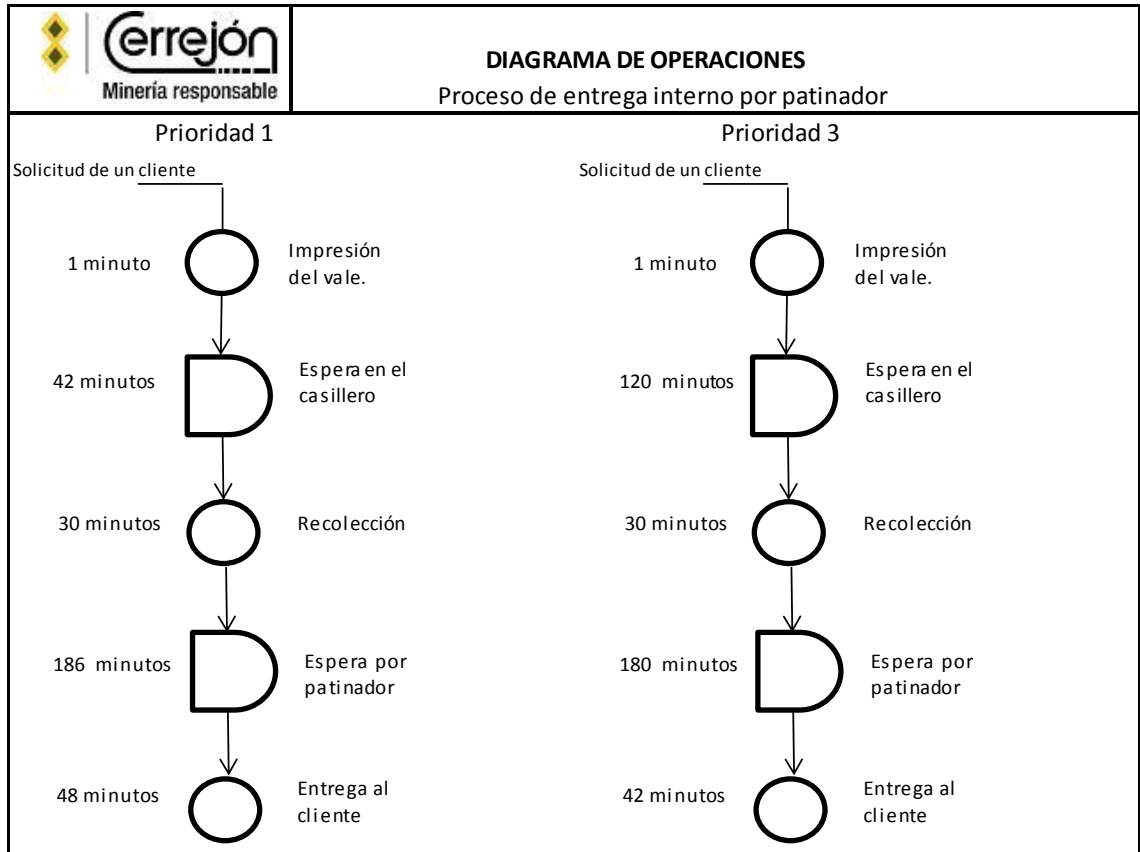 Cerrejón
Minería responsable
DIAGRAMA DE OPERACIONES
Proceso de entrega interno por patinador
Prioridad 1
Solicitud de un cliente
1 minuto
Impresión
del vale.
42 minutos
Espera en el
casillero
30 minutos
Recolección
186 minutos
Espera por
patinador
48 minutos
Entrega al
cliente
Prioridad 3
Solicitud de un cliente
1 minuto
Impresión
del vale.
120 minutos
Espera en el
casillero
30 minutos
Recolección
180 minutos
Espera por
patinador
42 minutos
Entrega al
cliente